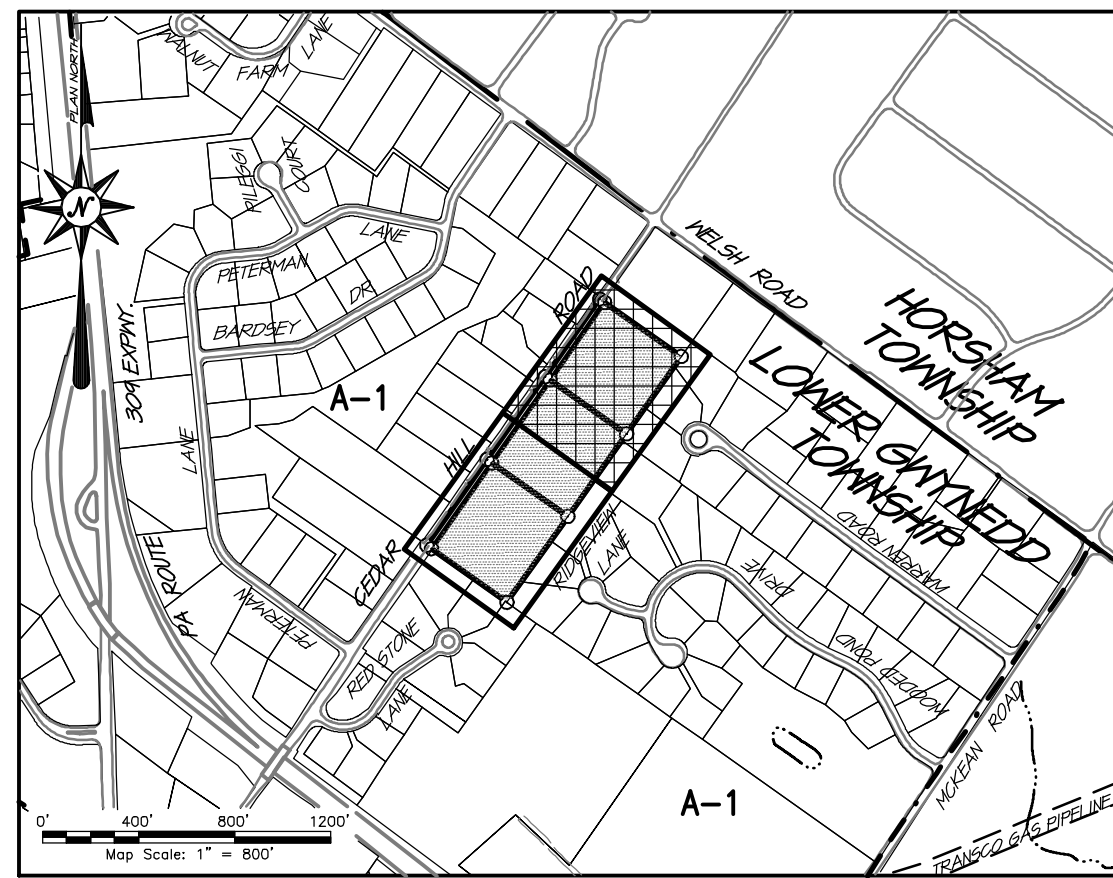 PLAN NORTH
N
WALNUT
FARM
LANE
PILEGGI
COURT
PETERMAN
LANE
BARDSEY
DR.
309 EXPWY.
PA ROUTE
LANE
PETERMAN
A-1
CEDAR
HILL
ROAD
WELSH ROAD
HORSHAM
TOWNSHIP
LOWER GWYNEDD
TOWNSHIP
WARREN ROAD
RIDGEVIEW
LANE
DRIVE
WOODED POND
RED STONE
LANE
MCKEAN ROAD
A-1
TRANSCO GAS PIPELINE
0' 400' 800' 1200'
Map Scale: 1" = 800'